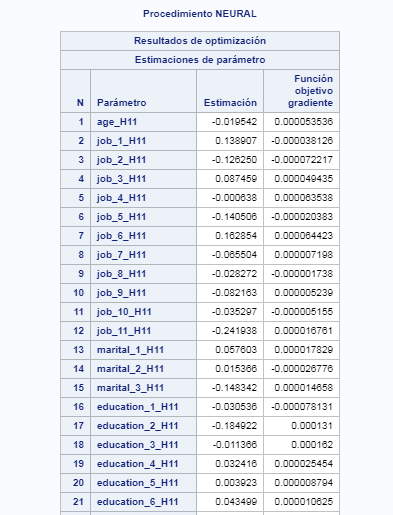 Procedimiento NEURAL
Resultados de optimización
Estimaciones de parámetro
N Parámetro Estimación Función objetivo gradiente
1 age_H11 -0.019542 0.000053536
2 job_1_H11 0.138907 -0.000038126
3 job_2_H11 -0.126250 -0.000072217
4 job_3_H11 0.087459 0.000049435
5 job_4_H11 -0.000638 0.000063538
6 job_5_H11 -0.140506 -0.000020383
7 job_6_H11 0.162854 0.000064423
8 job_7_H11 -0.065504 0.000007198
9 job_8_H11 -0.028272 -0.000001738
10 job_9_H11 -0.082163 0.000005239
11 job_10_H11 -0.035297 -0.000005155
12 job_11_H11 -0.241938 0.000016761
13 marital_1_H11 0.057603 0.000017829
14 marital_2_H11 0.015366 -0.000026776
15 marital_3_H11 -0.148342 0.000014658
16 education_1_H11 -0.030536 -0.000078131
17 education_2_H11 -0.184922 0.000131
18 education_3_H11 -0.011366 0.000162
19 education_4_H11 0.032416 0.000025454
20 education_5_H11 0.003923 0.000008794
21 education_6_H11 0.043499 0.000010625